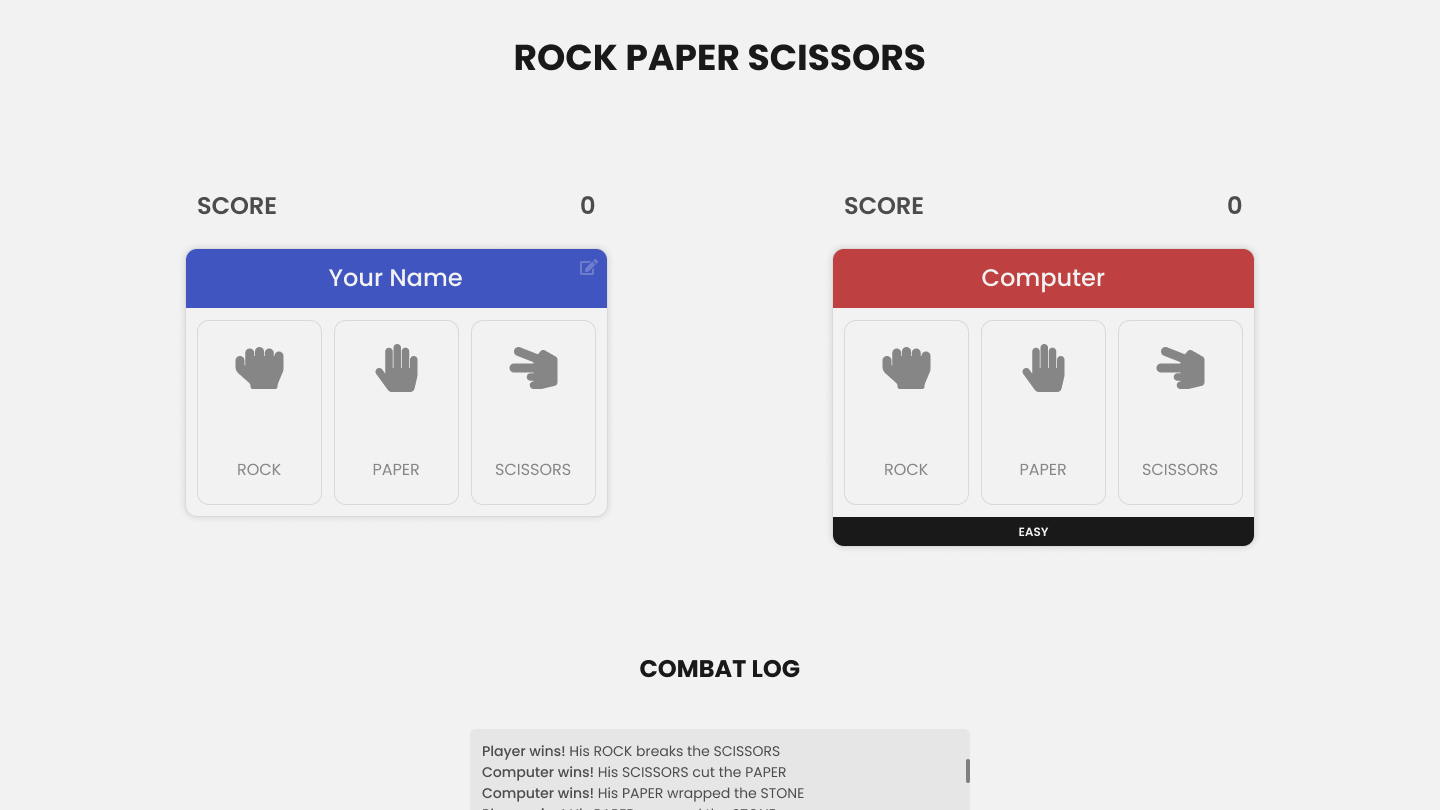 ROCK PAPER SCISSORS
SCORE 0
Your Name
ROCK PAPER SCISSORS
SCORE 0
Computer
ROCK PAPER SCISSORS
EASY
COMBAT LOG
Player wins! His ROCK breaks the SCISSORS
Computer wins! His SCISSORS cut the PAPER
Computer wins! His PAPER wrapped the STONE